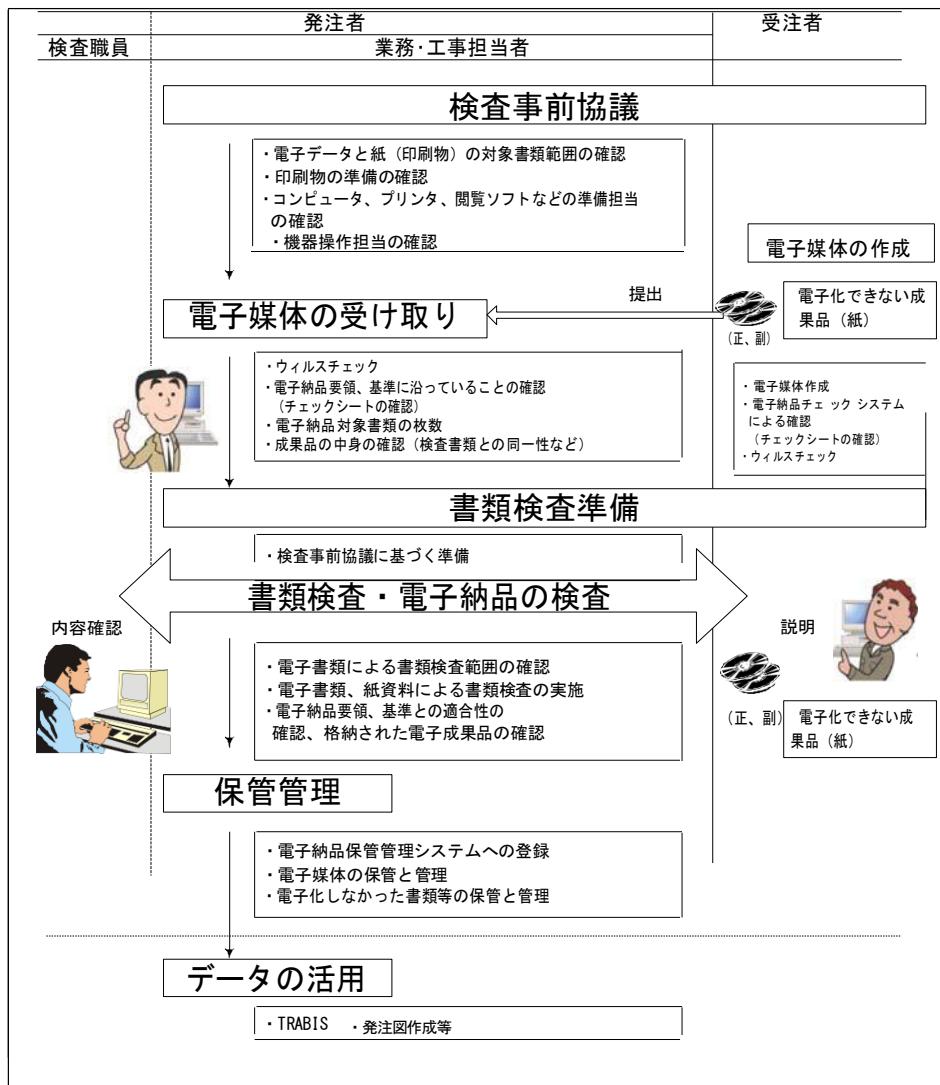 発注者
受注者
検査職員
業務・工事担当者
検査事前協議
・電子データと紙（印刷物）の対象書類範囲の確認
・印刷物の準備の確認
・コンピュータ、プリンタ、閲覧ソフトなどの準備担当
の確認
・機器操作担当の確認
電子媒体の作成
電子媒体の受け取り
提出
（正、副）
電子化できない成
果品（紙）
・ウィルスチェック
・電子納品要領、基準に沿っていることの確認
（チェックシートの確認）
・電子納品対象書類の枚数
・成果品の中身の確認（検査書類との同一性など）
・電子媒体作成
・電子納品チェック システム
による確認
（チェックシートの確認）
・ウィルスチェック
書類検査準備
・検査事前協議に基づく準備
書類検査・電子納品の検査
内容確認
説明
・電子書類による書類検査範囲の確認
・電子書類、紙資料による書類検査の実施
・電子納品要領、基準との適合性の
確認、格納された電子成果品の確認
（正、副）
電子化できない成
果品（紙）
保管管理
・電子納品保管管理システムへの登録
・電子媒体の保管と管理
・電子化しなかった書類等の保管と管理
データの活用
・TRABIS ・発注図作成等